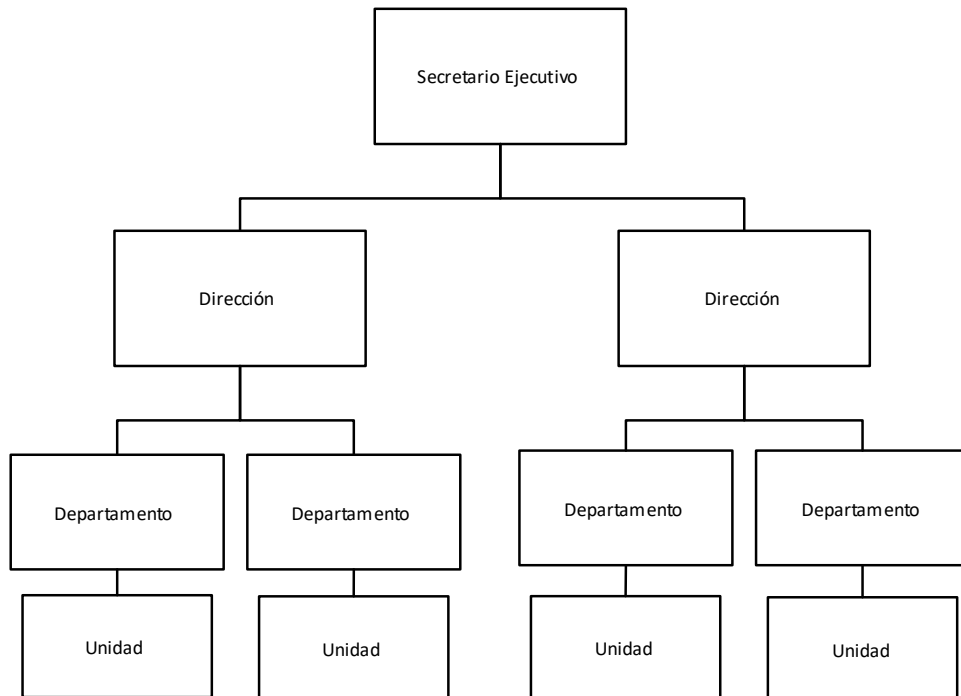 Secretario Ejecutivo
Dirección
Dirección
Departamento
Departamento
Departamento
Departamento
Unidad
Unidad
Unidad
Unidad